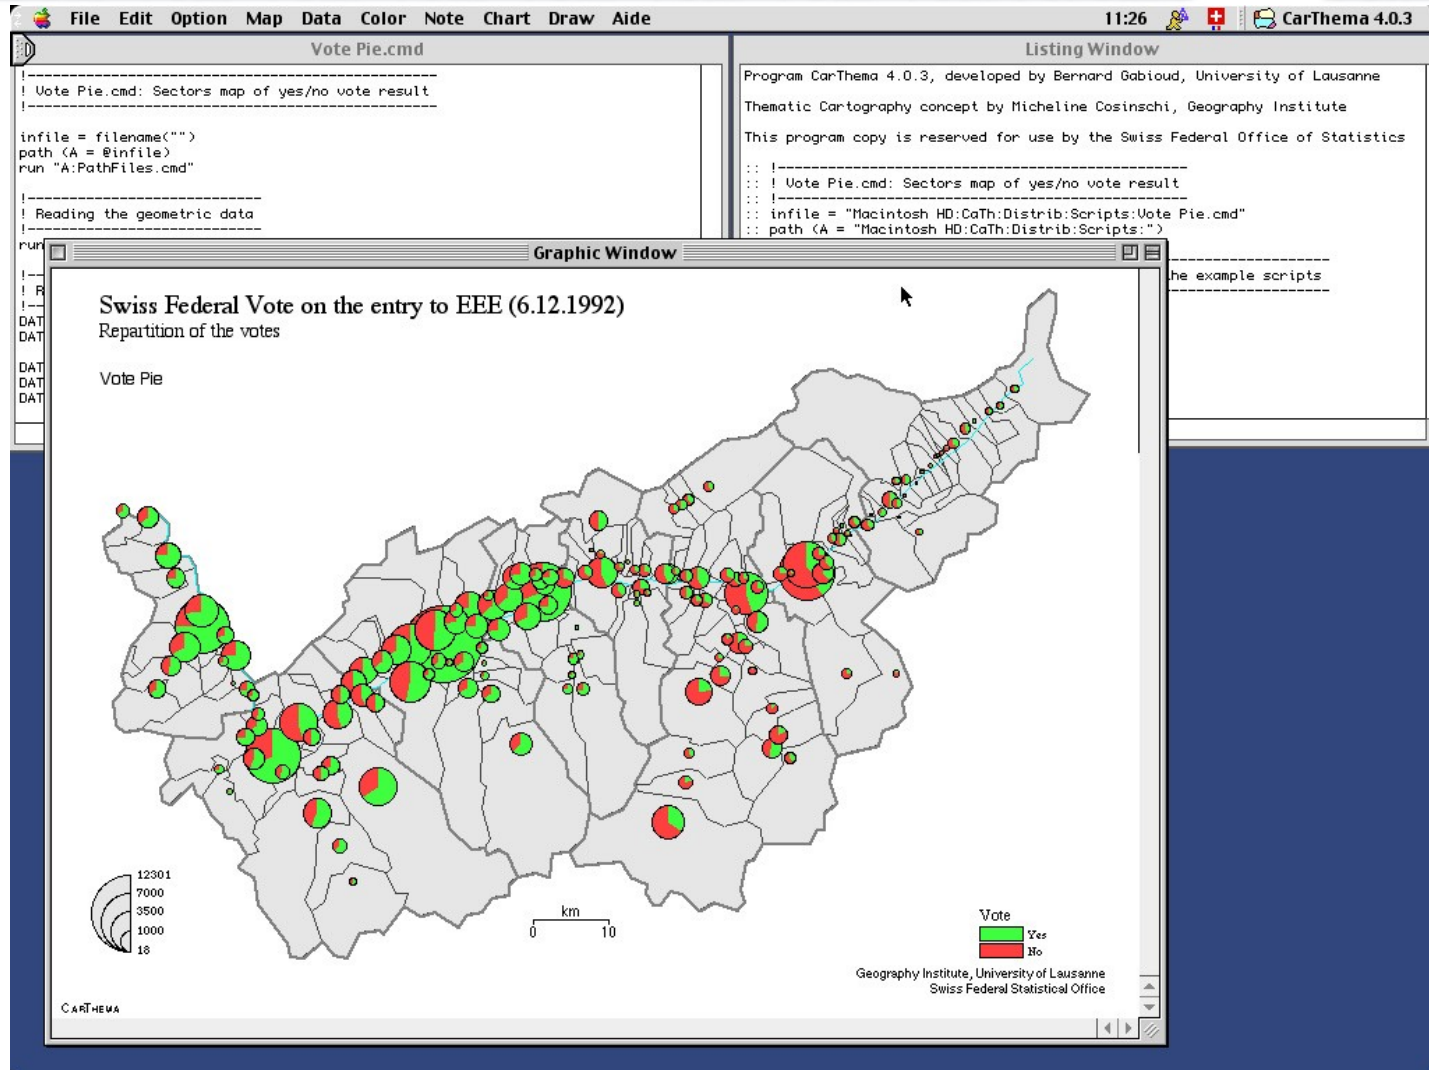 File Edit Option Map Data Color Note Chart Draw Aide 11:26 CarThema 4.0.3
Vote Pie.cmd
!-------------------------------------------------
! Vote Pie.cmd: Sectors map of yes/no vote result
!-------------------------------------------------
infile = filename("")
path (A = @infile)
run "A:PathFiles.cmd"
!----------------------------
! Reading the geometric data
!----------------------------
run
!--
! R
!--
DAT
DAT
DAT
DAT
DAT
Listing Window
Program CarThema 4.0.3, developed by Bernard Gabioud, University of Lausanne
Thematic Cartography concept by Micheline Cosinschi, Geography Institute
This program copy is reserved for use by the Swiss Federal Office of Statistics
:: !-------------------------------------------------
:: ! Vote Pie.cmd: Sectors map of yes/no vote result
:: !-------------------------------------------------
:: infile = "Macintosh HD:CaTh:Distrib:Scripts:Vote Pie.cmd"
:: path (A = "Macintosh HD:CaTh:Distrib:Scripts:")
-------------------
he example scripts
-------------------
Graphic Window
Swiss Federal Vote on the entry to EEE (6.12.1992)
Repartition of the votes
Vote Pie
12301
7000
3500
1000
18
km
0 10
Vote
Yes
No
Geography Institute, University of Lausanne
Swiss Federal Statistical Office
CARTHEMA